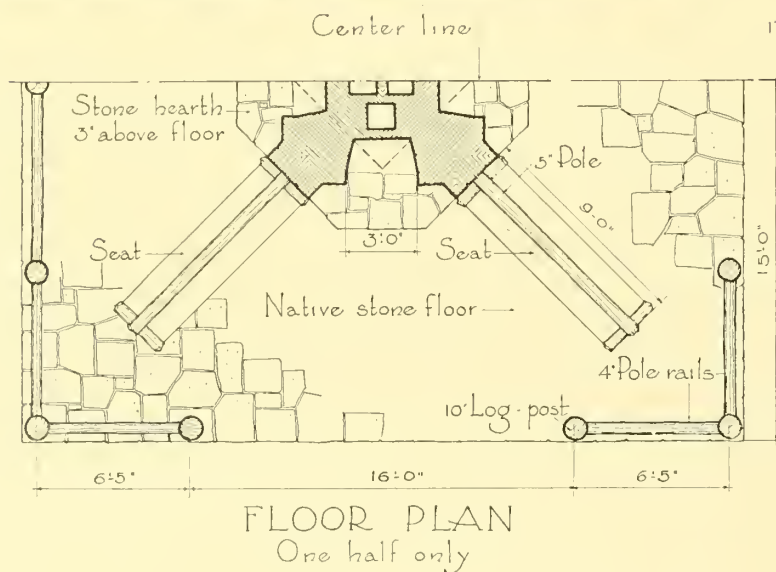 Center line
Stone hearth
3" above floor
5" Pole
9'-0"
3'-0"
Seat
Seat
15'-0"
Native stone floor
4" Pole rails
10" Log-post
6'-5"
16'-0"
6'-5"
FLOOR PLAN
One half only